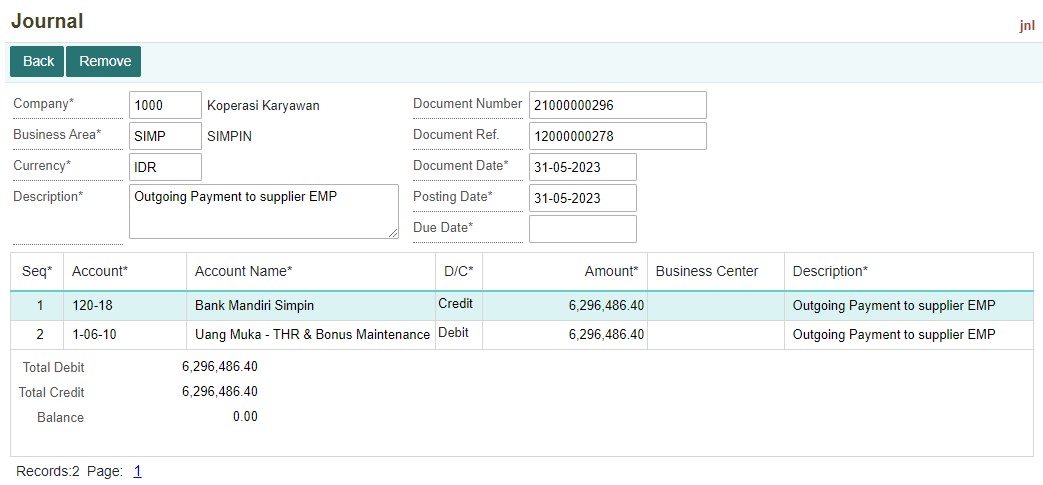 Journal
jnl
Back Remove
Company* 1000 Koperasi Karyawan Document Number 21000000296
Business Area* SIMP SIMPIN Document Ref. 12000000278
Currency* IDR Document Date* 31-05-2023
Description* Outgoing Payment to supplier EMP Posting Date* 31-05-2023
Due Date*
Seq* Account* Account Name* D/C* Amount* Business Center Description*
1 120-18 Bank Mandiri Simpin Credit 6,296,486.40 Outgoing Payment to supplier EMP
2 1-06-10 Uang Muka - THR & Bonus Maintenance Debit 6,296,486.40 Outgoing Payment to supplier EMP
Total Debit 6,296,486.40
Total Credit 6,296,486.40
Balance 0.00
Records:2 Page: 1